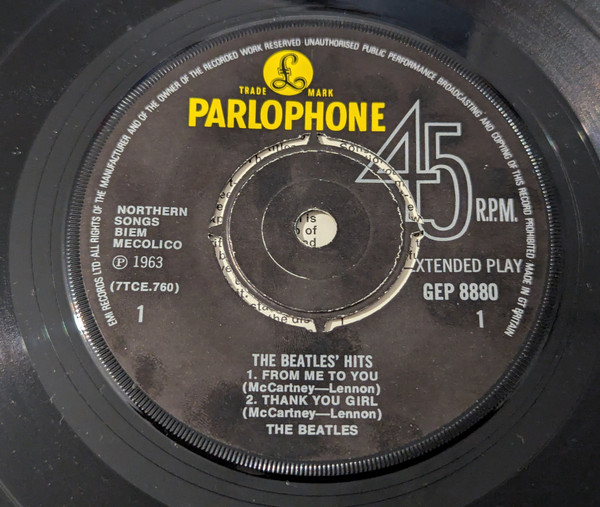 EMI RECORDS LTD ALL RIGHTS OF THE MANUFACTURER AND OF THE OWNER OF THE RECORDED WORK RESERVED UNAUTHORISED PUBLIC PERFORMANCE BROADCASTING AND COPYING OF THIS RECORD PROHIBITED MADE IN GT BRITAIN
£
TRADE MARK
PARLOPHONE
45
R.P.M.
NORTHERN
SONGS
BIEM
MECOLICO
Ⓟ 1963
(7TCE.760)
1
XTENDED PLAY
GEP 8880
1
THE BEATLES' HITS
1. FROM ME TO YOU
(McCartney—Lennon)
2. THANK YOU GIRL
(McCartney—Lennon)
THE BEATLES